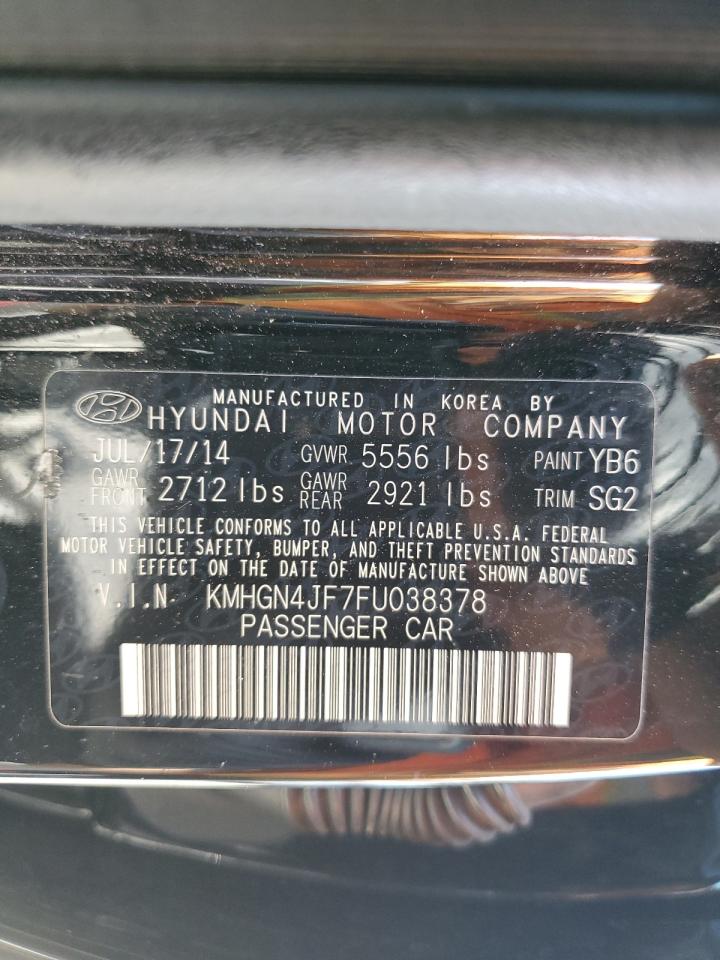 MANUFACTURED IN KOREA BY
HYUNDAI MOTOR COMPANY
JUL/17/14 GVWR 5556 lbs PAINT YB6
GAWR FRONT 2712 lbs GAWR REAR 2921 lbs TRIM SG2
THIS VEHICLE CONFORMS TO ALL APPLICABLE U.S.A. FEDERAL
MOTOR VEHICLE SAFETY, BUMPER, AND THEFT PREVENTION STANDARDS
IN EFFECT ON THE DATE OF MANUFACTURE SHOWN ABOVE.
V.I.N. KMHGN4JF7FU038378
PASSENGER CAR